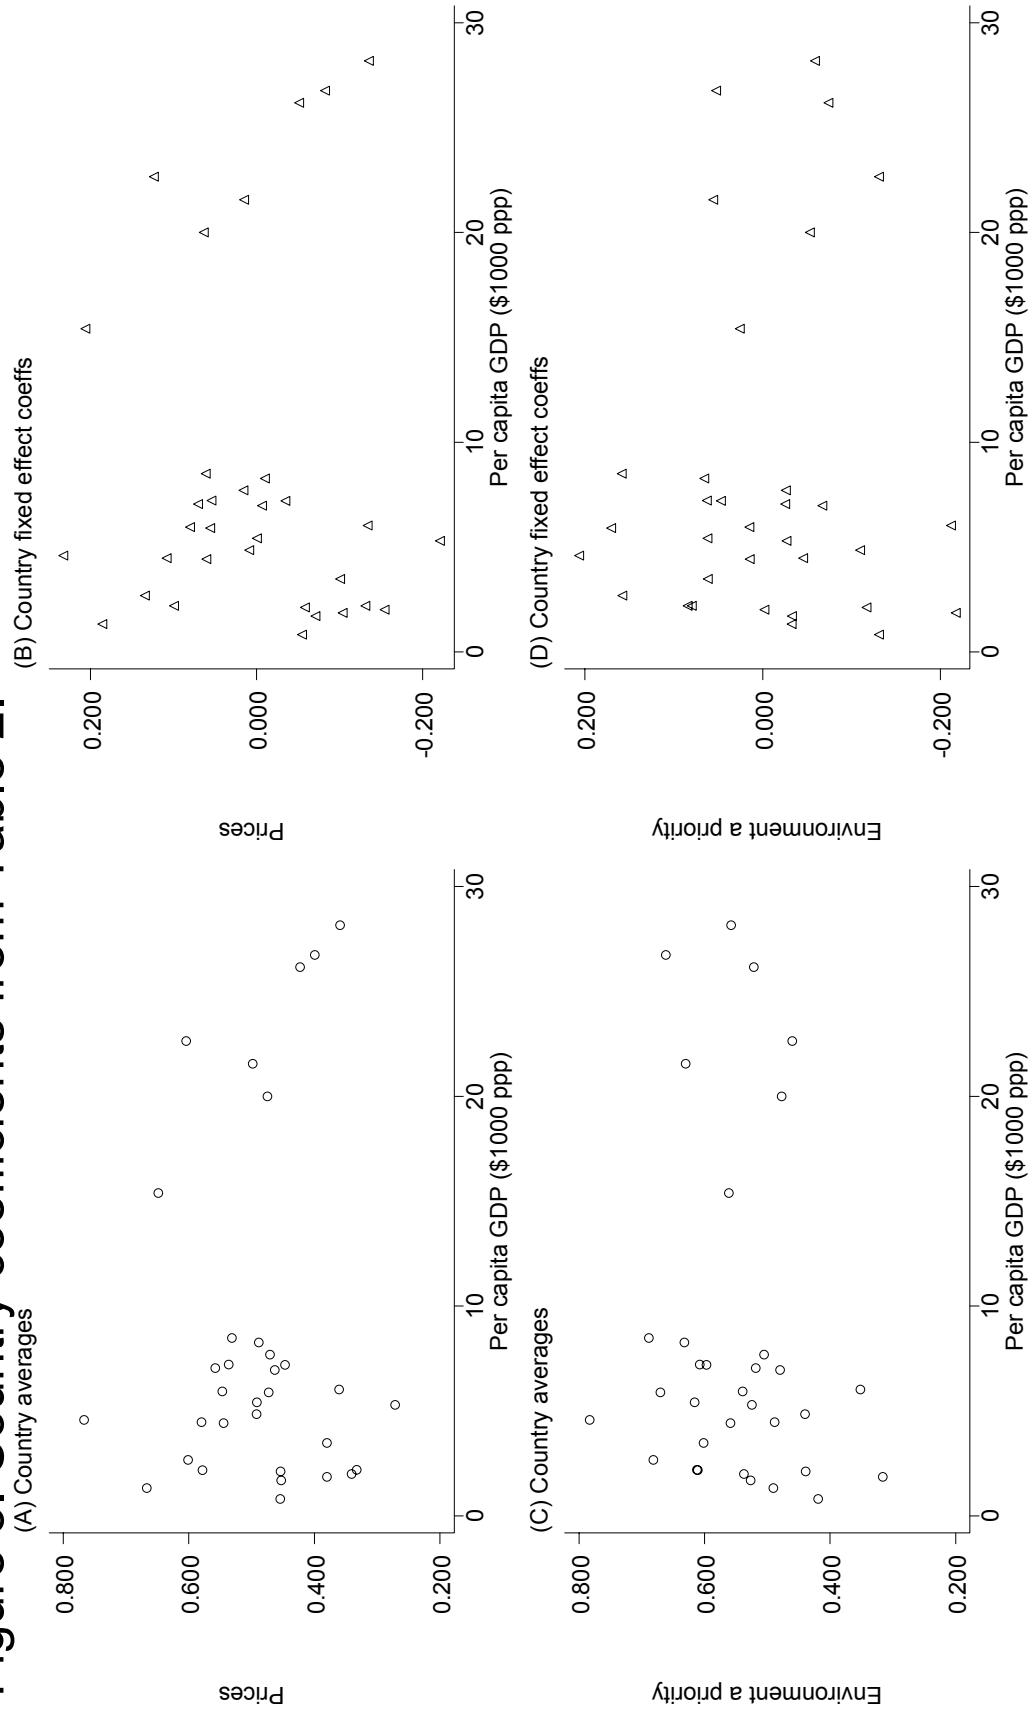 (A) Country averages
Prices
0.800
0.600
0.400
0.200
0
10
20
30
Per capita GDP ($1000 ppp)
(B) Country fixed effect coeffs
Prices
0.200
0.000
-0.200
0
10
20
30
Per capita GDP ($1000 ppp)
(C) Country averages
Environment a priority
0.800
0.600
0.400
0.200
0
10
20
30
Per capita GDP ($1000 ppp)
(D) Country fixed effect coeffs
Environment a priority
0.200
0.000
-0.200
0
10
20
30
Per capita GDP ($1000 ppp)